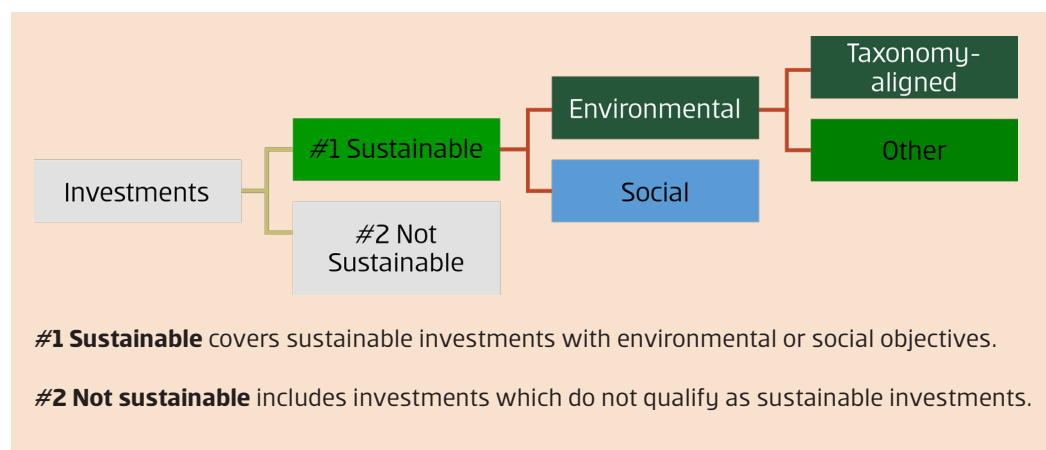 Taxonomy-
aligned
Environmental
#1 Sustainable
Other
Investments
Social
#2 Not
Sustainable
#1 Sustainable covers sustainable investments with environmental or social objectives.
#2 Not sustainable includes investments which do not qualify as sustainable investments.